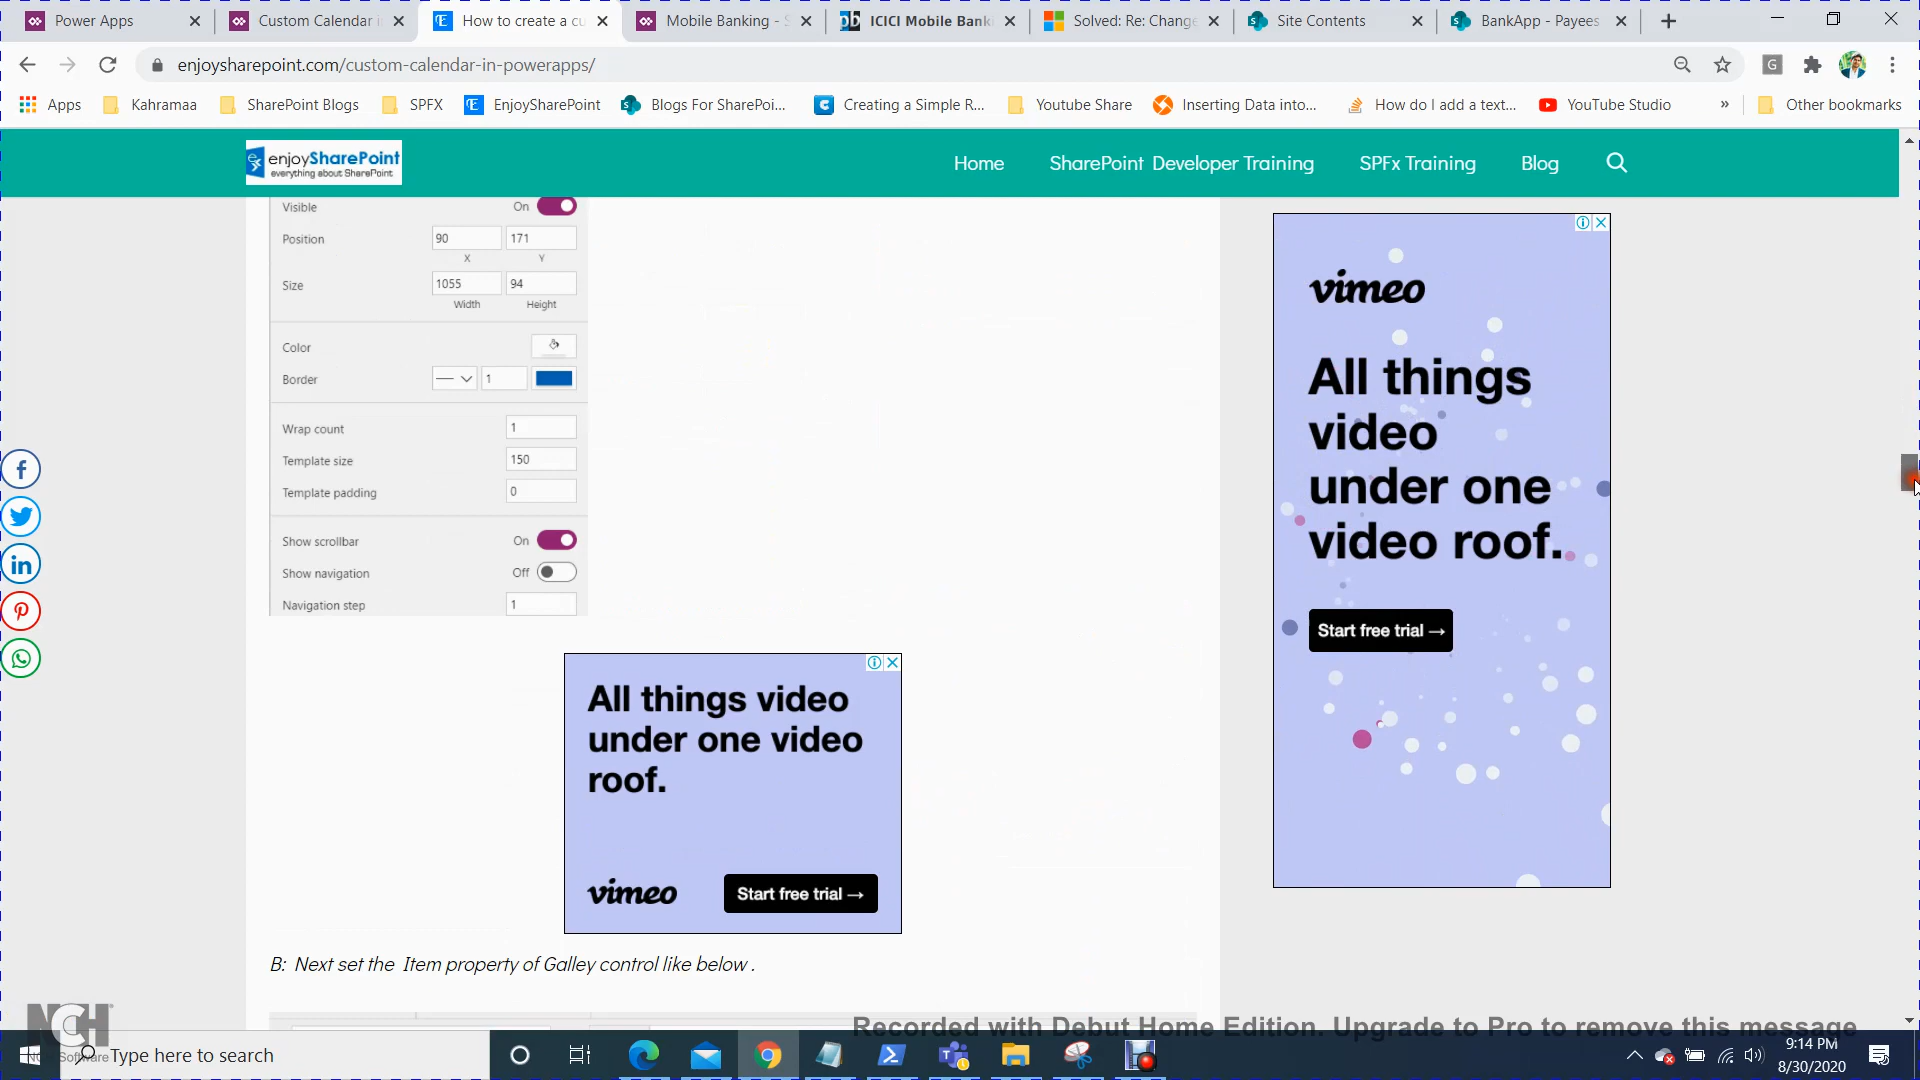 Power Apps
Custom Calendar i
How to create a cu
Mobile Banking - S
ICICI Mobile Banki
Solved: Re: Change
Site Contents
BankApp - Payees
enjoysharepoint.com/custom-calendar-in-powerapps/
G
Apps
Kahramaa
SharePoint Blogs
SPFX
EnjoySharePoint
Blogs For SharePoi...
Creating a Simple R...
Youtube Share
Inserting Data into...
How do I add a text...
YouTube Studio
»
Other bookmarks
enjoySharePoint
everything about SharePoint
Home
SharePoint Developer Training
SPFx Training
Blog
Visible
On
Position
90
171
X
Y
Size
1055
94
Width
Height
Color
Border
1
Wrap count
1
Template size
150
Template padding
0
Show scrollbar
On
Show navigation
Off
Navigation step
1
vimeo
All things
video
under one
video roof.
Start free trial →
All things video
under one video
roof.
vimeo
Start free trial →
B: Next set the Item property of Galley control like below .
NCH
Recorded with Debut Home Edition. Upgrade to Pro to remove this message
Type here to search
9:14 PM
8/30/2020